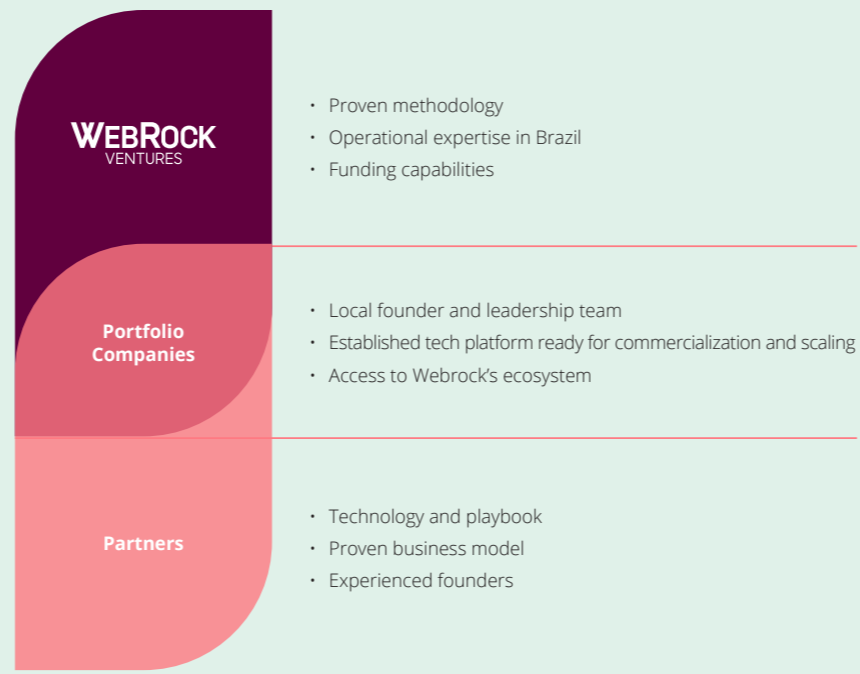 WEBROCK
VENTURES
• Proven methodology
• Operational expertise in Brazil
• Funding capabilities
Portfolio
Companies
• Local founder and leadership team
• Established tech platform ready for commercialization and scaling
• Access to Webrock’s ecosystem
Partners
• Technology and playbook
• Proven business model
• Experienced founders